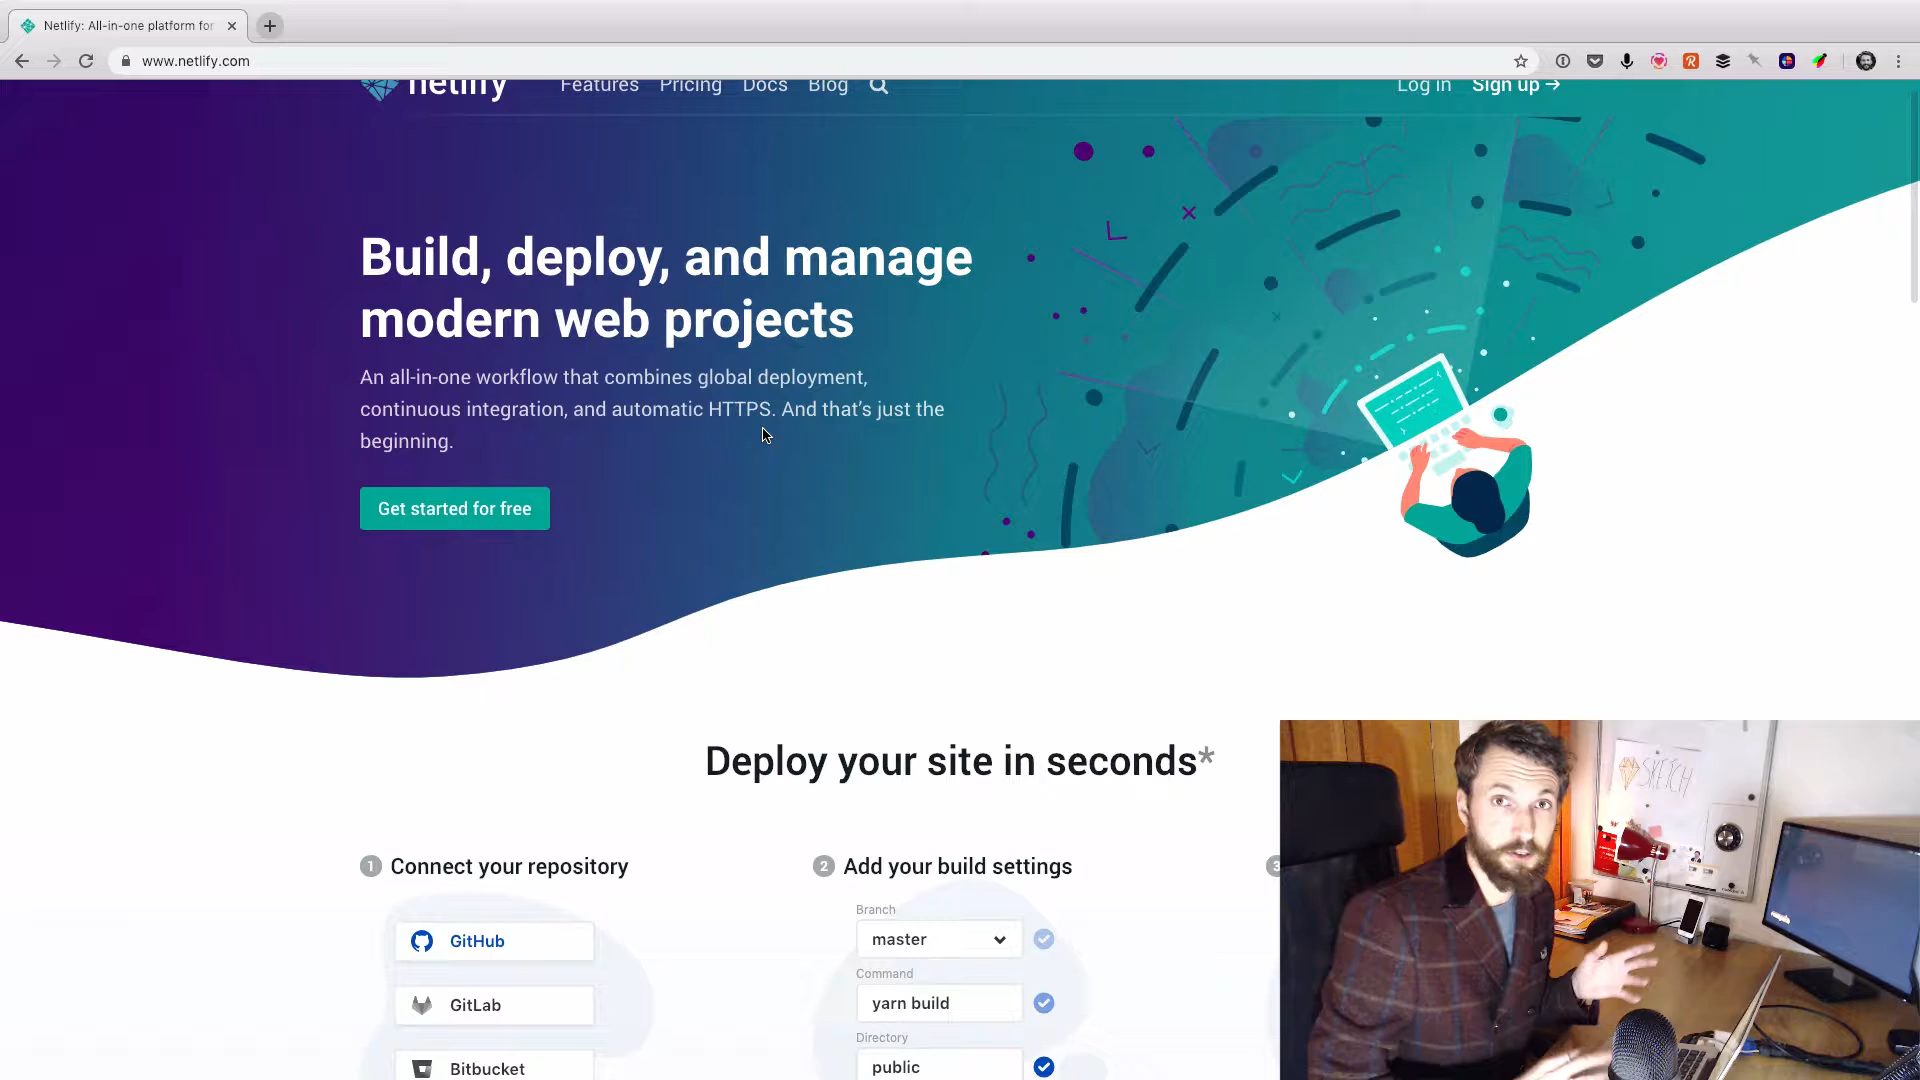 Netlify: All-in-one platform for
www.netlify.com
netlify
Features
Pricing
Docs
Blog
Log in
Sign up →
Build, deploy, and manage
modern web projects
An all-in-one workflow that combines global deployment,
continuous integration, and automatic HTTPS. And that’s just the
beginning.
Get started for free
Deploy your site in seconds*
1 Connect your repository
GitHub
GitLab
Bitbucket
2 Add your build settings
Branch
master
Command
yarn build
Directory
public
3
SKETCH